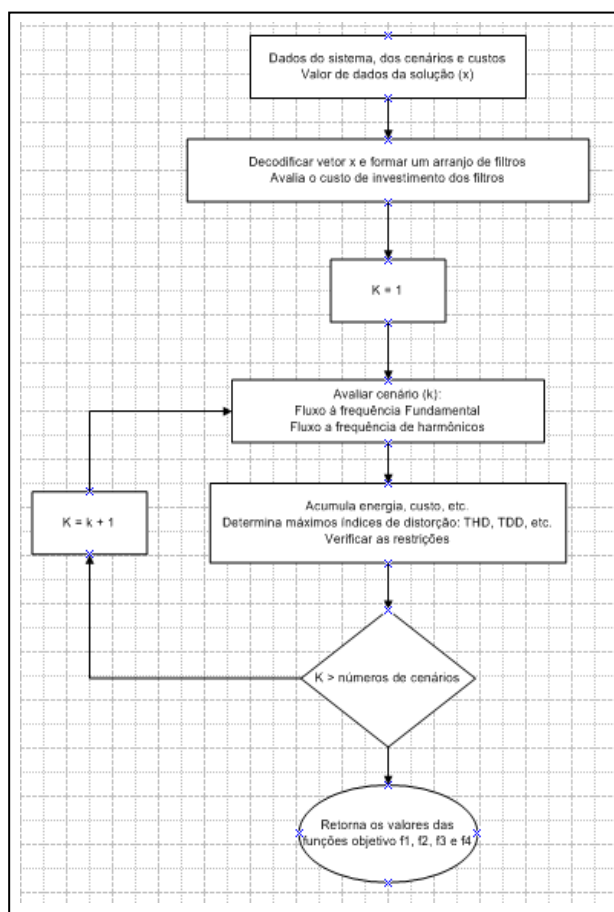 Dados do sistema, dos cenários e custos
Valor de dados da solução (x)
Decodificar vetor x e formar um arranjo de filtros
Avalia o custo de investimento dos filtros
K = 1
Avaliar cenário (k):
Fluxo à frequência Fundamental
Fluxo a frequência de harmônicos
Acumula energia, custo, etc.
Determina máximos índices de distorção: THD, TDD, etc.
Verificar as restrições
K = k + 1
K > números de cenários
Retorna os valores das
funções objetivo f1, f2, f3 e f4